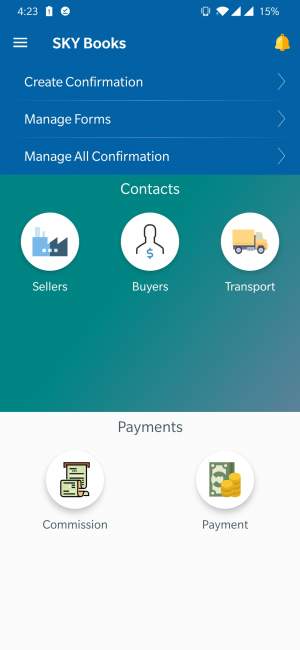 4:23 15%
SKY Books
Create Confirmation
Manage Forms
Manage All Confirmation
Contacts
Sellers Buyers Transport
Payments
Commission Payment